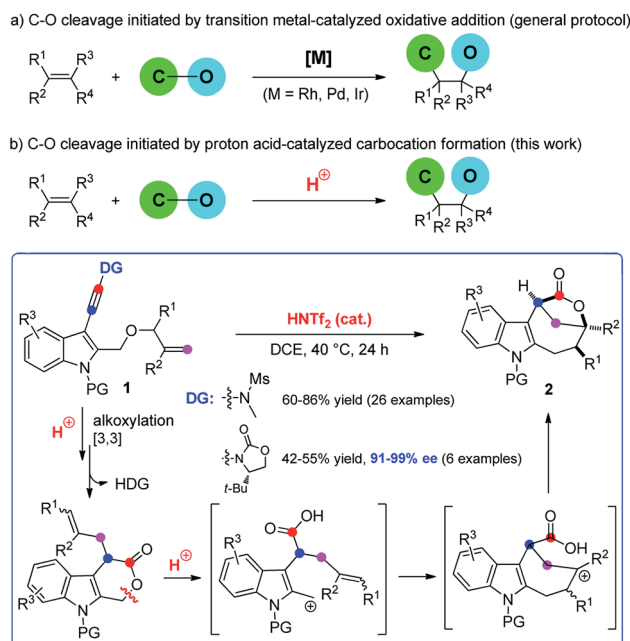 a) C-O cleavage initiated by transition metal-catalyzed oxidative addition (general protocol)
R1 R3 R2 R4 + C O [M] (M = Rh, Pd, Ir) C O R1 R2 R3 R4
b) C-O cleavage initiated by proton acid-catalyzed carbocation formation (this work)
R1 R3 R2 R4 + C O H⊕ C O R1 R2 R3 R4
DG
R3 O R1 R2 N PG 1
HNTf2 (cat.)
DCE, 40 °C, 24 h
H O O R3 R2 R1 N PG 2
DG: N Ms 60-86% yield (26 examples)
O N O t-Bu 42-55% yield, 91-99% ee (6 examples)
H⊕ alkoxylation
[3,3]
HDG
R1 R2 O O R3 N PG
H⊕
R3 O OH R2 R1 N ⊕ PG
R3 O OH R2 ⊕ R1 N PG